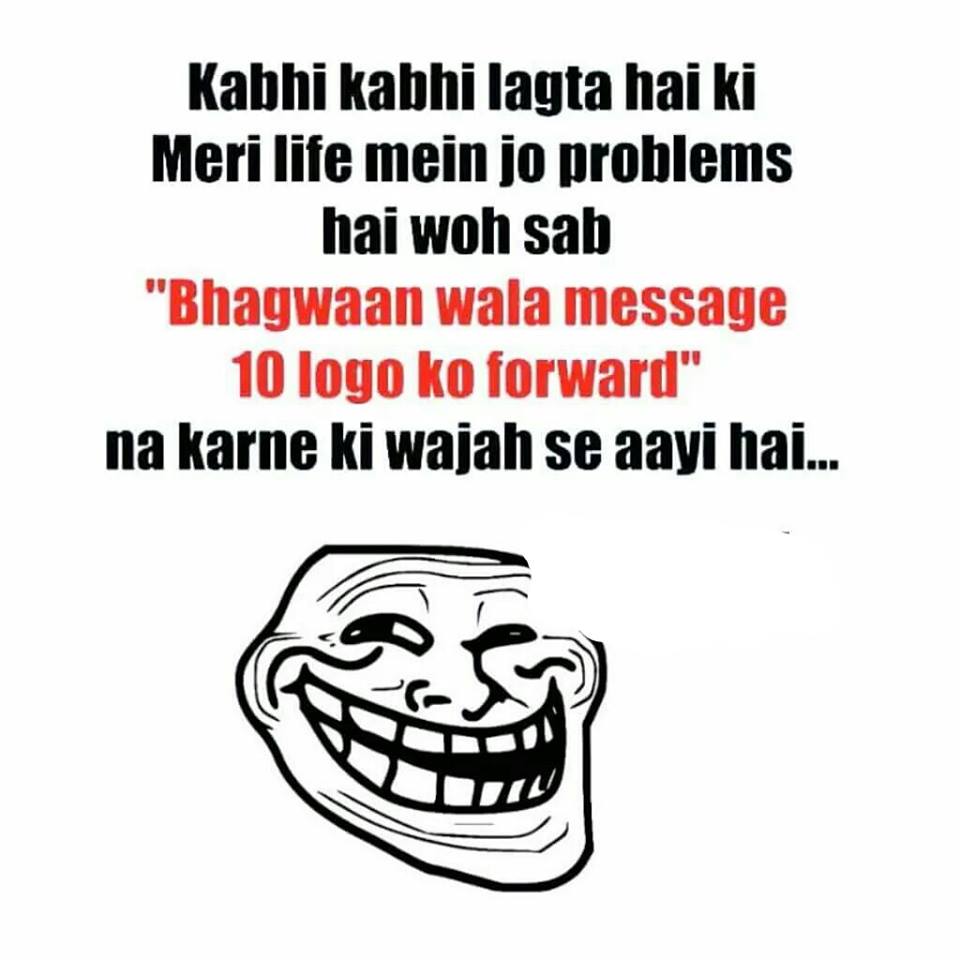 Kabhi kabhi lagta hai ki
Meri life mein jo problems
hai woh sab
"Bhagwaan wala message
10 logo ko forward"
na karne ki wajah se aayi hai...